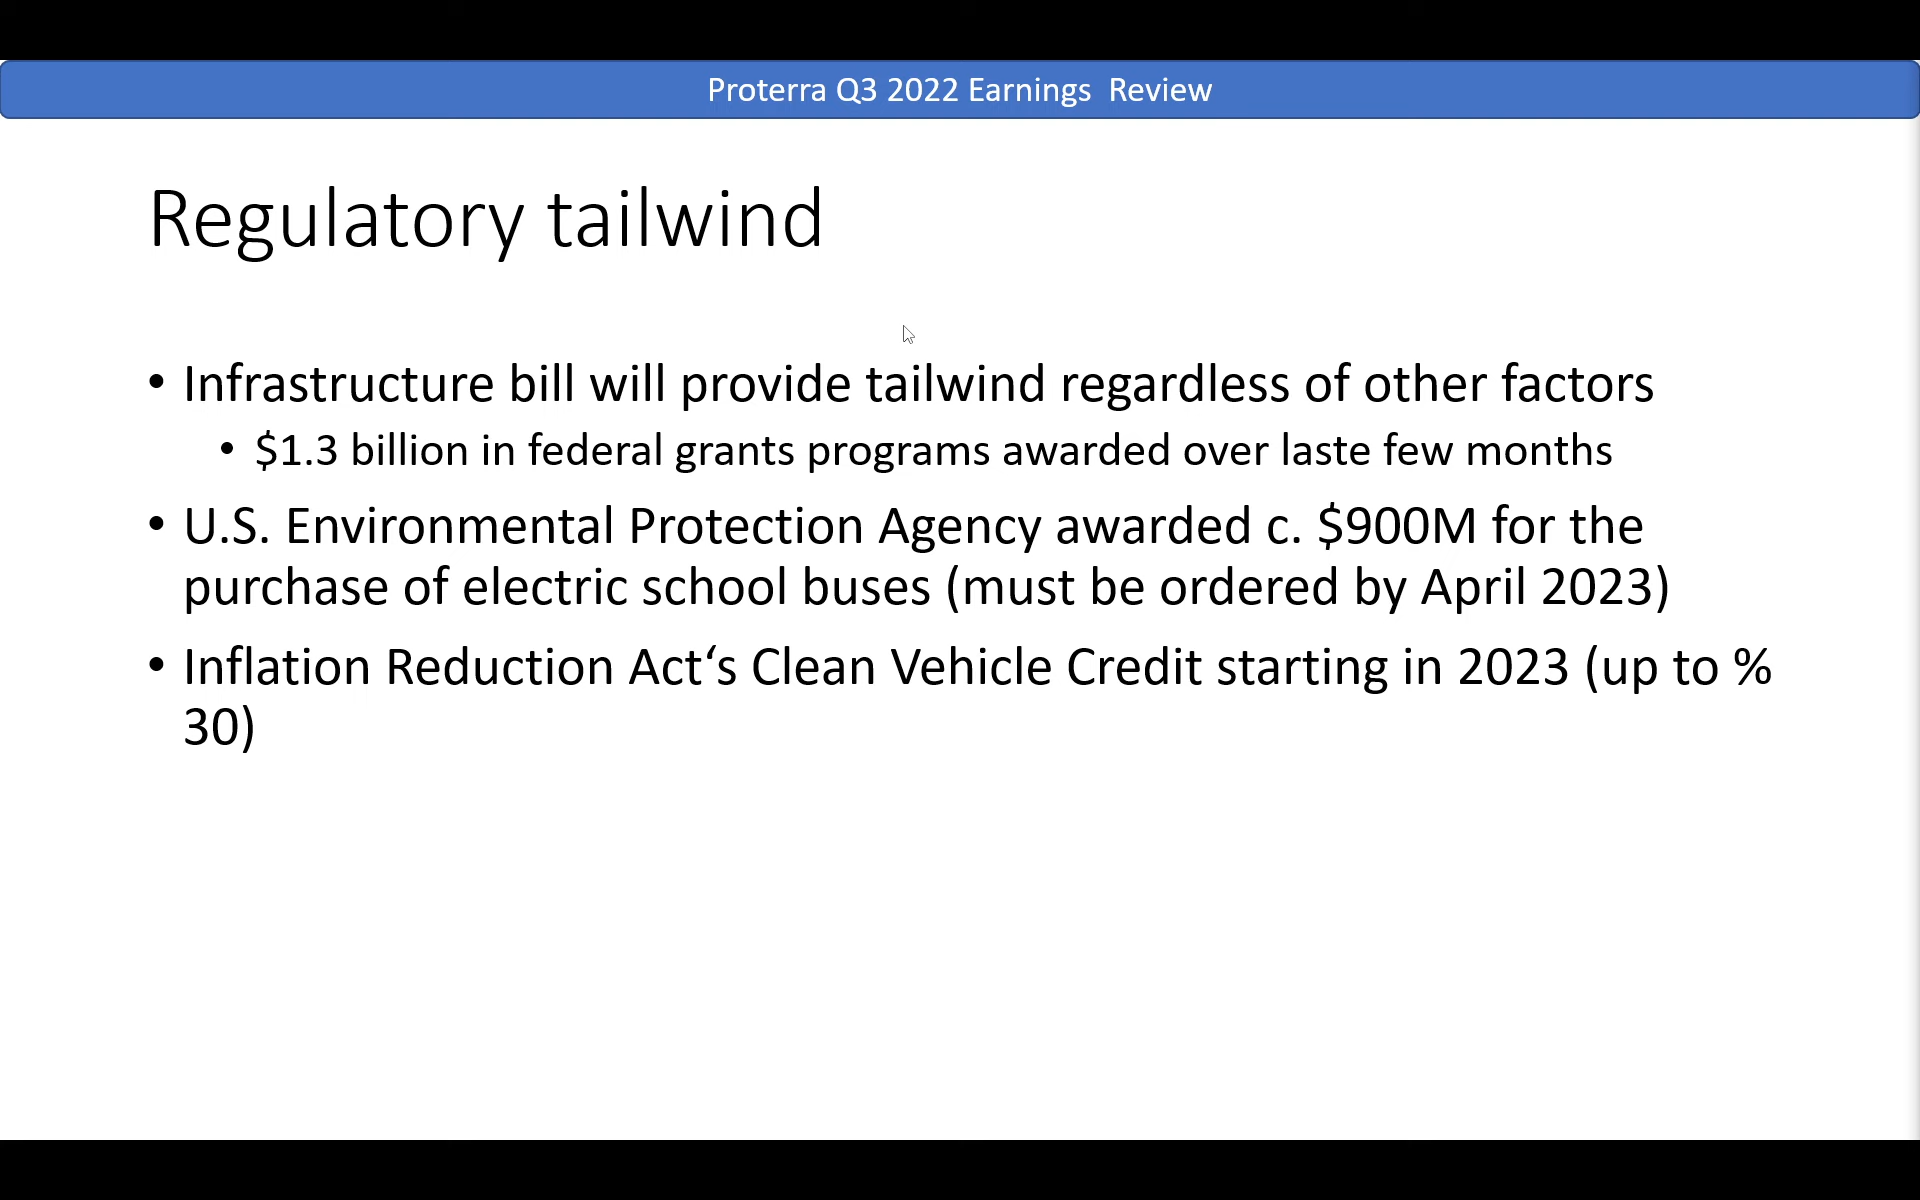 Proterra Q3 2022 Earnings  Review
Regulatory tailwind
• Infrastructure bill will provide tailwind regardless of other factors
• $1.3 billion in federal grants programs awarded over laste few months
• U.S. Environmental Protection Agency awarded c. $900M for the
purchase of electric school buses (must be ordered by April 2023)
• Inflation Reduction Act‘s Clean Vehicle Credit starting in 2023 (up to %
30)